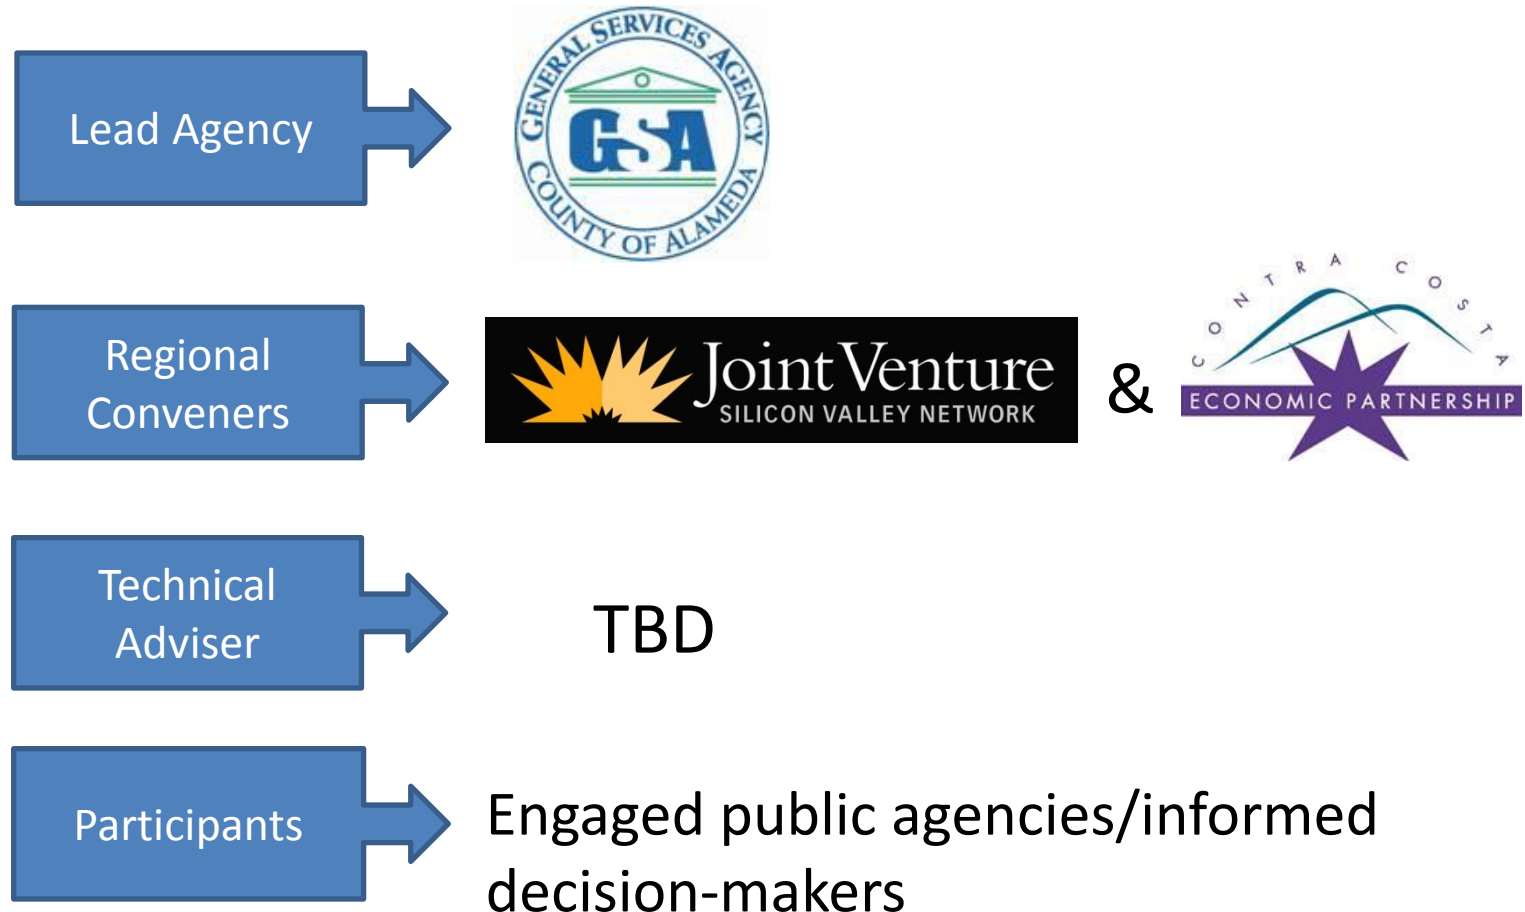 Lead Agency
GENERAL SERVICES AGENCY
GSA
COUNTY OF ALAMEDA
Regional
Conveners
Joint Venture
SILICON VALLEY NETWORK
&
CONTRA COSTA
ECONOMIC PARTNERSHIP
Technical
Adviser
TBD
Participants
Engaged public agencies/informed
decision-makers